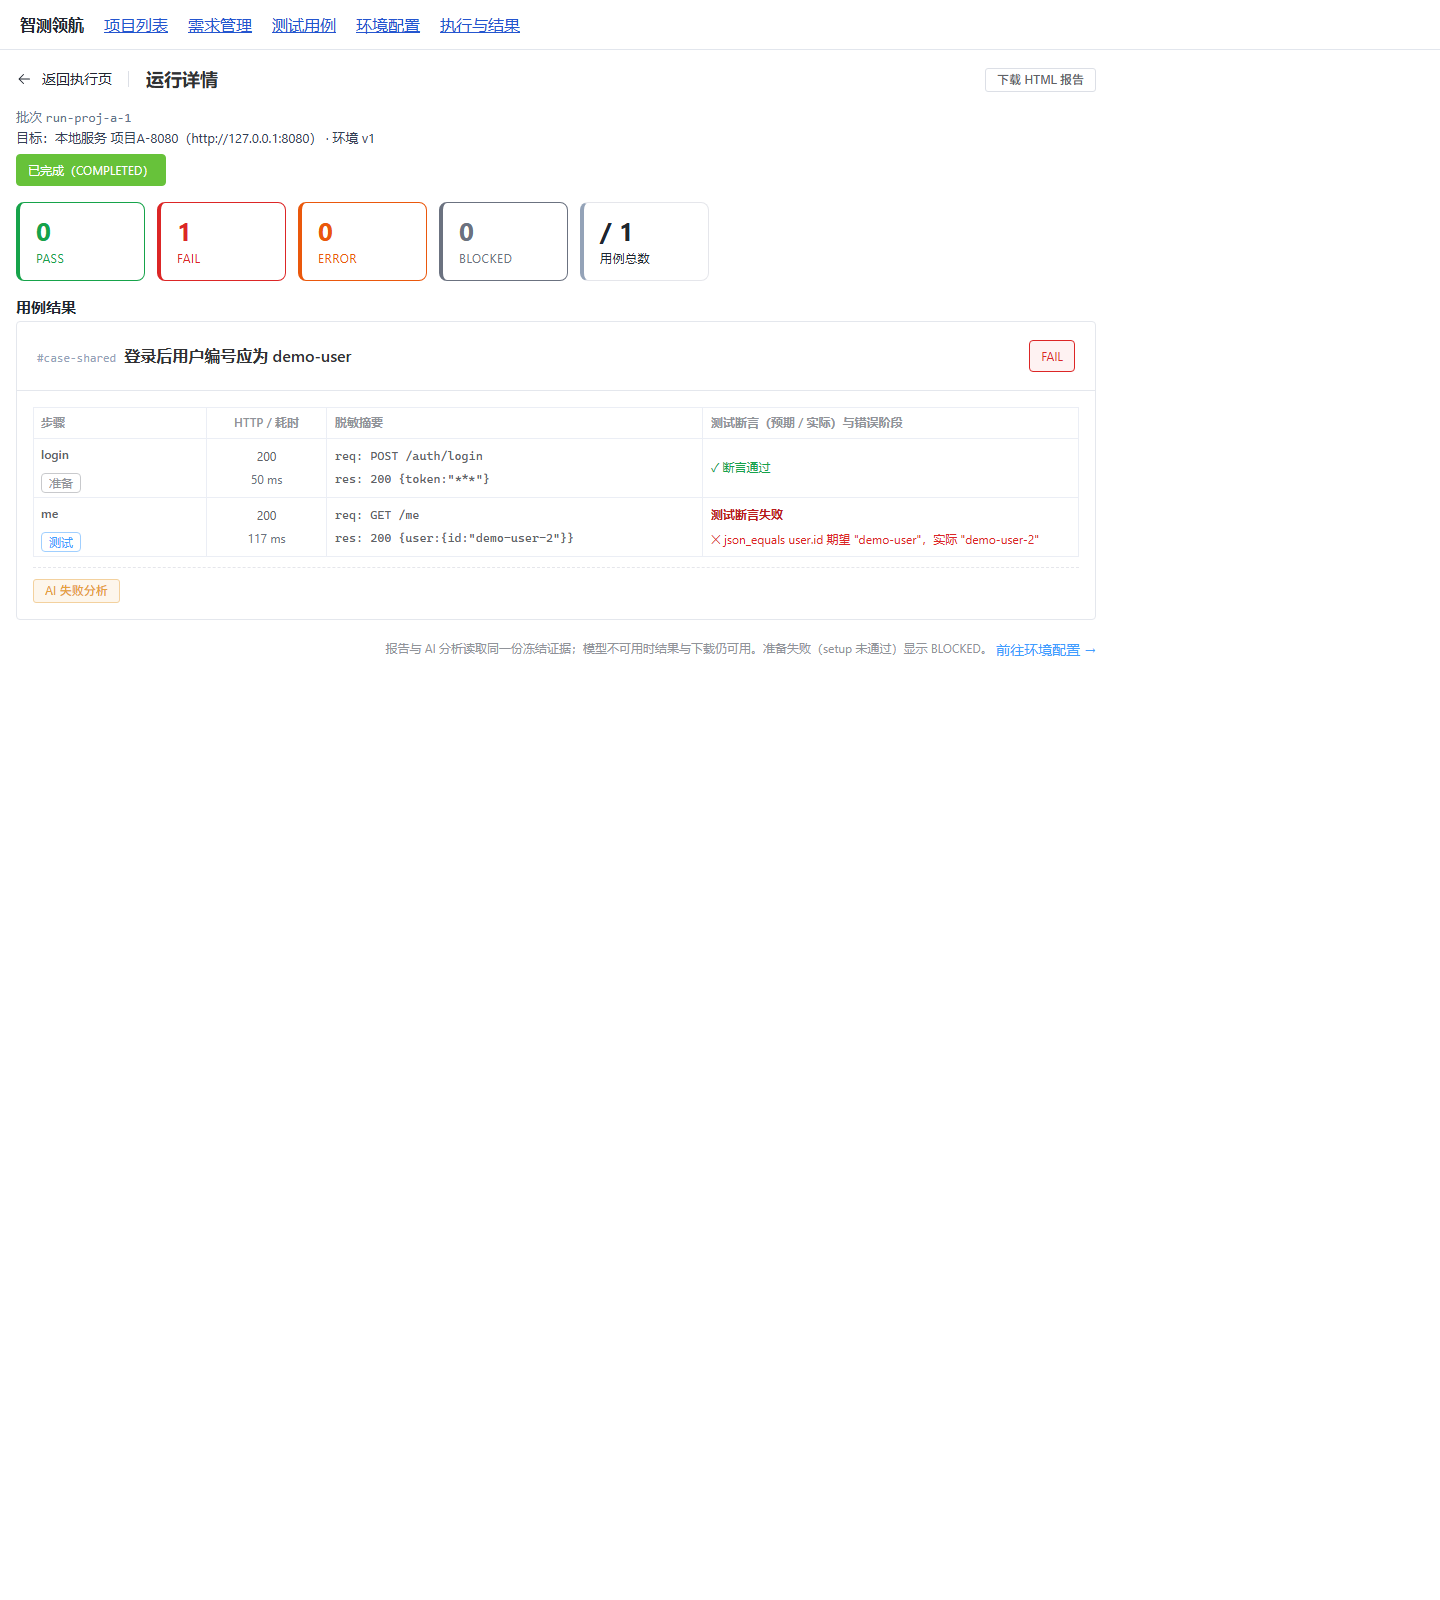 智测领航 项目列表 需求管理 测试用例 环境配置 执行与结果
← 返回执行页 运行详情 下载 HTML 报告
批次 run-proj-a-1
目标：本地服务 项目A-8080（http://127.0.0.1:8080） · 环境 v1
已完成（COMPLETED）
0 1 0 0 / 1
PASS FAIL ERROR BLOCKED 用例总数
用例结果
#case-shared 登录后用户编号应为 demo-user FAIL
步骤 HTTP / 耗时 脱敏摘要 测试断言（预期 / 实际）与错误阶段
login 200 req: POST /auth/login ✓ 断言通过
准备 50 ms res: 200 {token:"***"}
me 200 req: GET /me 测试断言失败
测试 117 ms res: 200 {user:{id:"demo-user-2"}} ✕ json_equals user.id 期望 "demo-user"，实际 "demo-user-2"
AI 失败分析
报告与 AI 分析读取同一份冻结证据；模型不可用时结果与下载仍可用。准备失败（setup 未通过）显示 BLOCKED。 前往环境配置 →